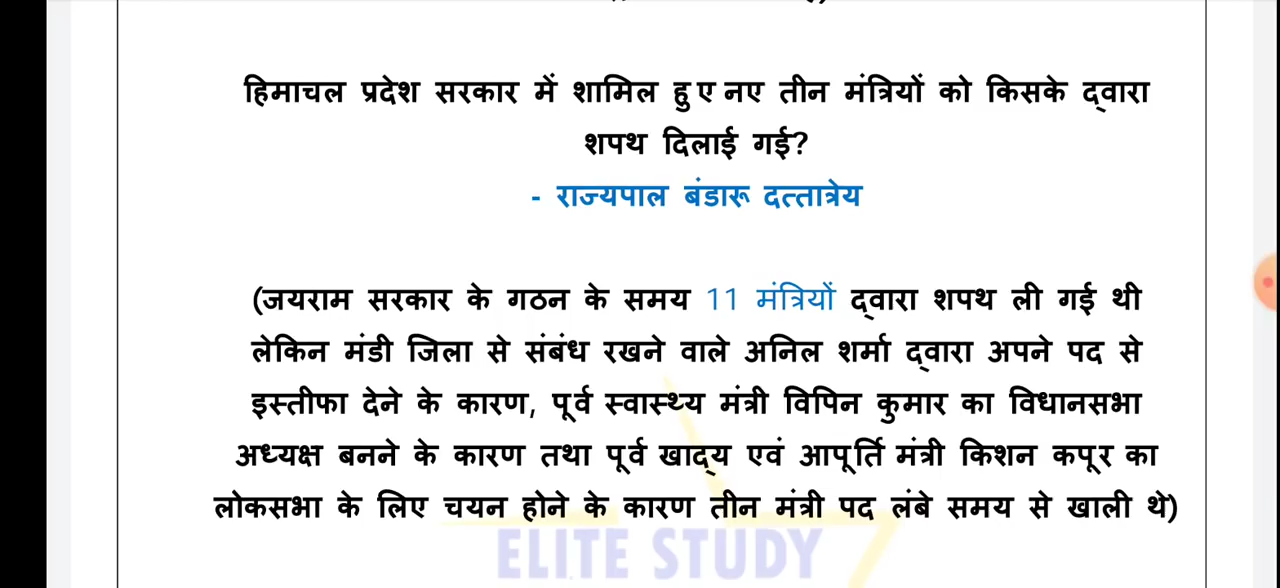 हिमाचल प्रदेश सरकार में शामिल हुए नए तीन मंत्रियों को किसके द्वारा
शपथ दिलाई गई?
- राज्यपाल बंडारू दत्तात्रेय
(जयराम सरकार के गठन के समय 11 मंत्रियों द्वारा शपथ ली गई थी
लेकिन मंडी जिला से संबंध रखने वाले अनिल शर्मा द्वारा अपने पद से
इस्तीफा देने के कारण, पूर्व स्वास्थ्य मंत्री विपिन कुमार का विधानसभा
अध्यक्ष बनने के कारण तथा पूर्व खाद्य एवं आपूर्ति मंत्री किशन कपूर का
लोकसभा के लिए चयन होने के कारण तीन मंत्री पद लंबे समय से खाली थे)
ELITE STUDY